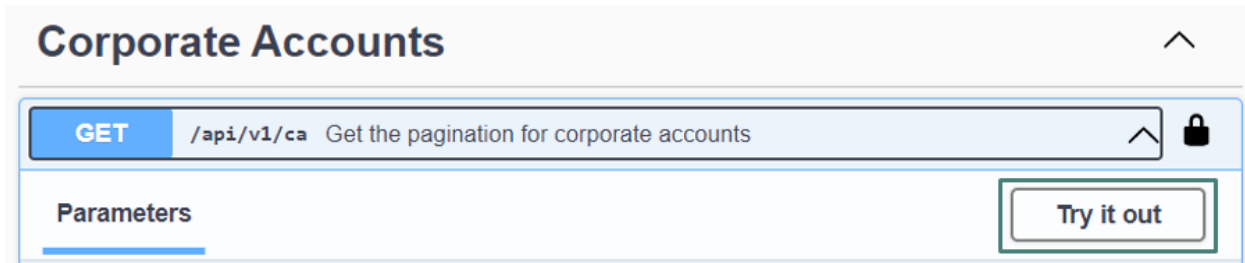 Corporate Accounts
GET /api/v1/ca Get the pagination for corporate accounts
Parameters Try it out